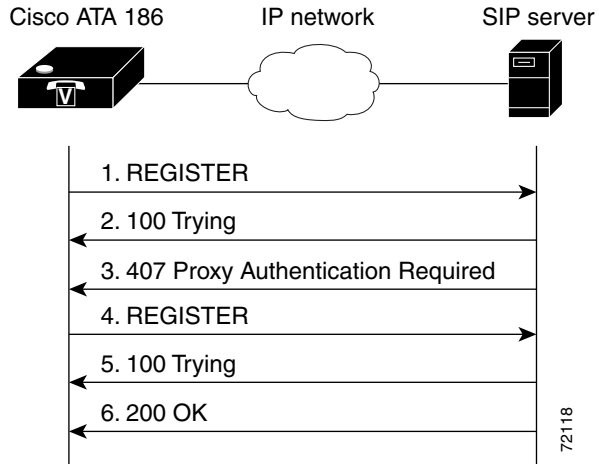 Cisco ATA 186
IP network
SIP server
V
1. REGISTER
2. 100 Trying
3. 407 Proxy Authentication Required
4. REGISTER
5. 100 Trying
6. 200 OK
72118